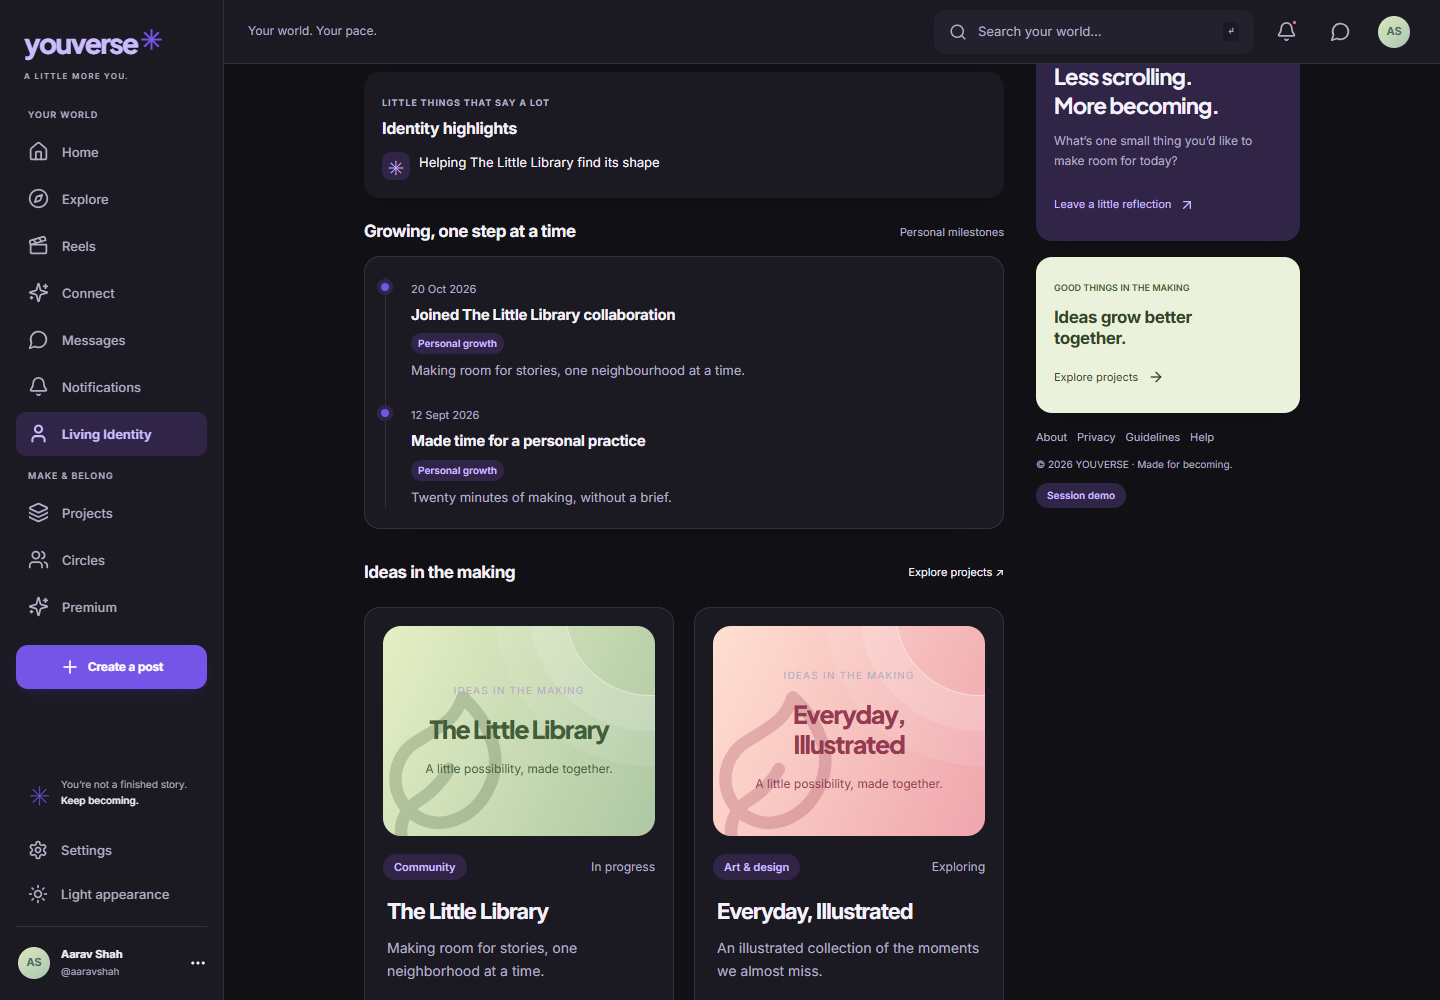 youverse
A LITTLE MORE YOU.
YOUR WORLD
Home
Explore
Reels
Connect
Messages
Notifications
Living Identity
MAKE & BELONG
Projects
Circles
Premium
Create a post
You're not a finished story.
Keep becoming.
Settings
Light appearance
AS
Aarav Shah
@aaravshah
Your world. Your pace.
Search your world...
AS
LITTLE THINGS THAT SAY A LOT
Identity highlights
Helping The Little Library find its shape
Growing, one step at a time
Personal milestones
20 Oct 2026
Joined The Little Library collaboration
Personal growth
Making room for stories, one neighbourhood at a time.
12 Sept 2026
Made time for a personal practice
Personal growth
Twenty minutes of making, without a brief.
Ideas in the making
Explore projects
IDEAS IN THE MAKING
The Little Library
A little possibility, made together.
Community
In progress
The Little Library
Making room for stories, one
neighborhood at a time.
IDEAS IN THE MAKING
Everyday,
Illustrated
A little possibility, made together.
Art & design
Exploring
Everyday, Illustrated
An illustrated collection of the moments
we almost miss.
Less scrolling.
More becoming.
What's one small thing you'd like to
make room for today?
Leave a little reflection
GOOD THINGS IN THE MAKING
Ideas grow better
together.
Explore projects
About Privacy Guidelines Help
© 2026 YOUVERSE · Made for becoming.
Session demo